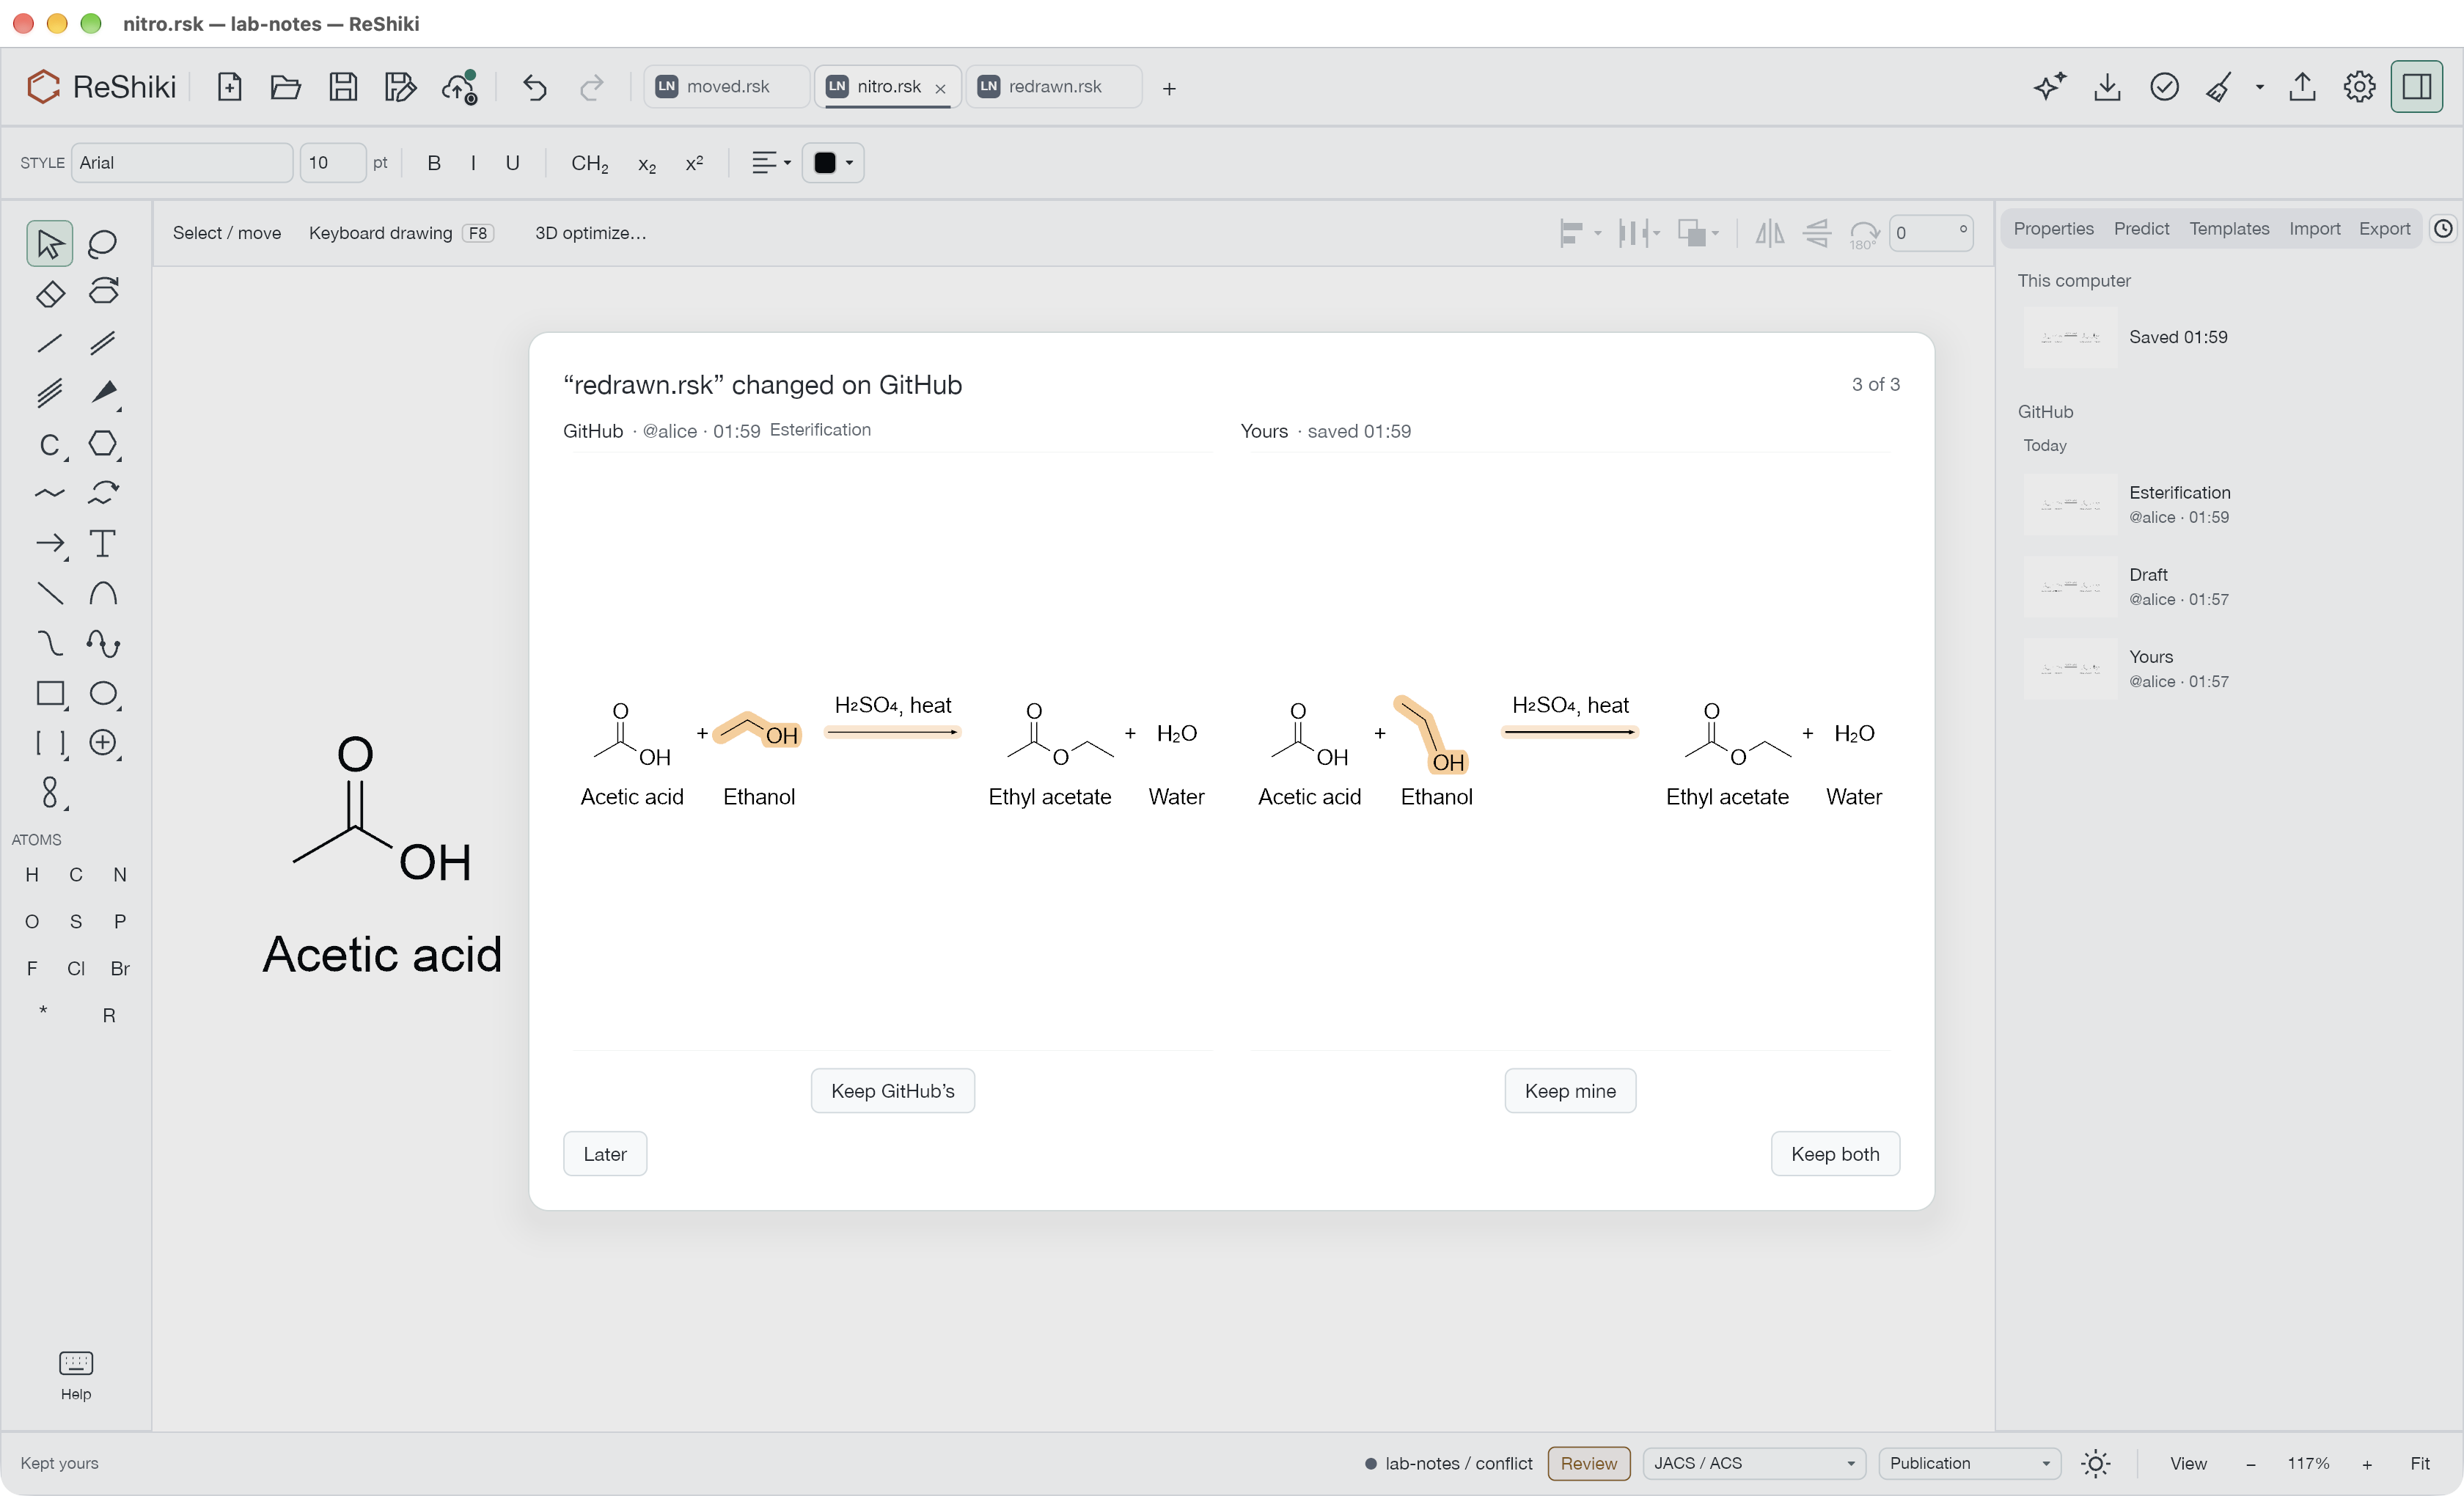 nitro.rsk — lab-notes — ReShiki
ReShiki
LN moved.rsk
LN nitro.rsk ×
LN redrawn.rsk
+
STYLE Arial 10 pt B I U CH₂ x₂ x²
Select / move Keyboard drawing F8 3D optimize…
180° 0 °
Properties Predict Templates Import Export
This computer
Saved 01:59
GitHub
Today
Esterification
@alice · 01:59
Draft
@alice · 01:57
Yours
@alice · 01:57
C
T
[ ]
ATOMS
H C N
O S P
F Cl Br
* R
Help
O
OH
Acetic acid
“redrawn.rsk” changed on GitHub
3 of 3
GitHub · @alice · 01:59 Esterification
Yours · saved 01:59
O
OH
+
OH
H₂SO₄, heat
O
O
+
H₂O
Acetic acid Ethanol Ethyl acetate Water
O
OH
+
OH
H₂SO₄, heat
O
O
+
H₂O
Acetic acid Ethanol Ethyl acetate Water
Keep GitHub’s
Keep mine
Later
Keep both
Kept yours
lab-notes / conflict Review JACS / ACS Publication View − 117% + Fit